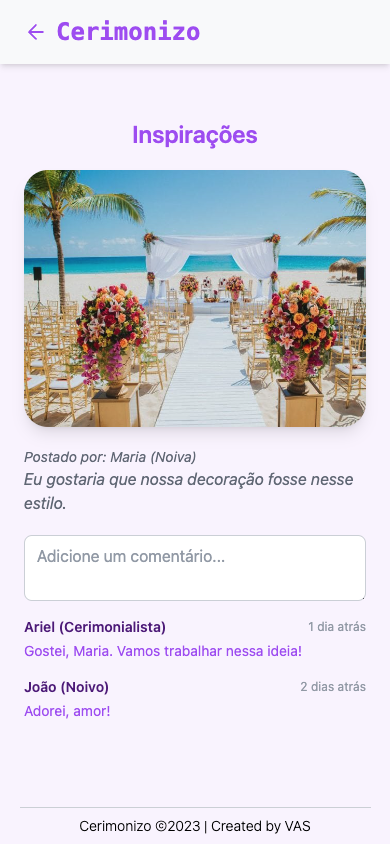 Cerimonizo
Inspirações
Postado por: Maria (Noiva)
Eu gostaria que nossa decoração fosse nesse
estilo.
Adicione um comentário...
Ariel (Cerimonialista) 1 dia atrás
Gostei, Maria. Vamos trabalhar nessa ideia!
João (Noivo) 2 dias atrás
Adorei, amor!
Cerimonizo ©2023 | Created by VAS